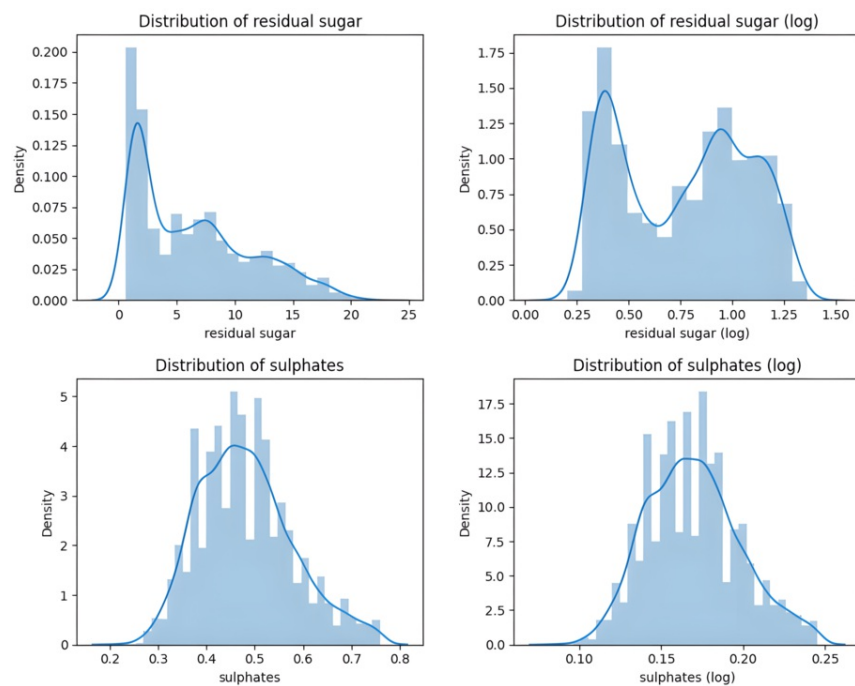 Distribution of residual sugar
0.200
0.175
0.150
0.125
0.100
0.075
0.050
0.025
0.000
Density
0 5 10 15 20 25
residual sugar
Distribution of residual sugar (log)
1.75
1.50
1.25
1.00
0.75
0.50
0.25
0.00
Density
0.00 0.25 0.50 0.75 1.00 1.25 1.50
residual sugar (log)
Distribution of sulphates
5
4
3
2
1
0
Density
0.2 0.3 0.4 0.5 0.6 0.7 0.8
sulphates
Distribution of sulphates (log)
17.5
15.0
12.5
10.0
7.5
5.0
2.5
0.0
Density
0.10 0.15 0.20 0.25
sulphates (log)